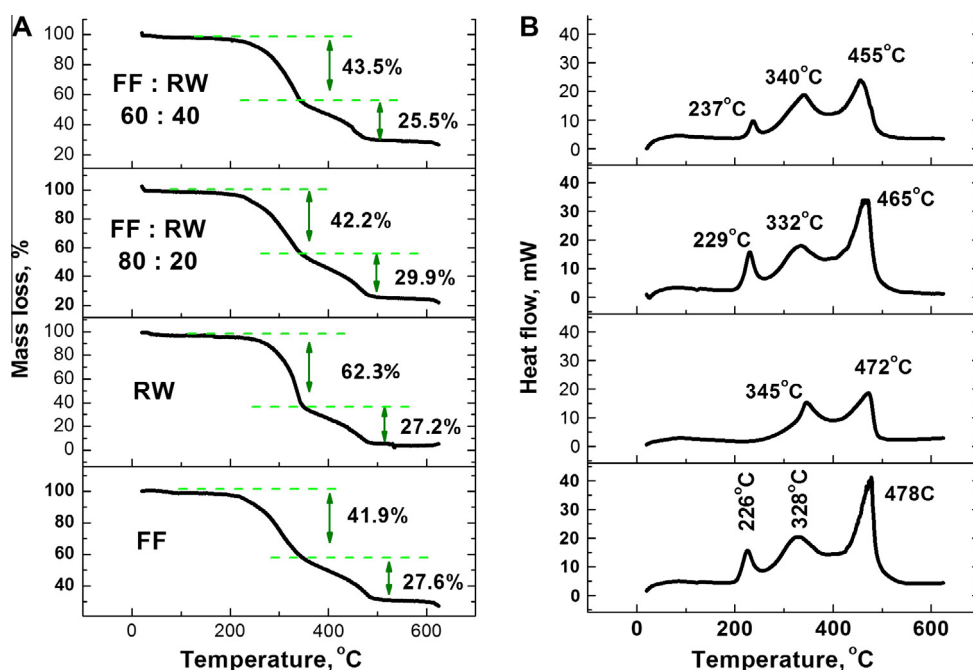 A
Mass loss, %
100
80
60
40
20
FF : RW
60 : 40
43.5%
25.5%
100
80
60
40
20
FF : RW
80 : 20
42.2%
29.9%
100
80
60
40
20
0
RW
62.3%
27.2%
100
80
60
40
FF
41.9%
27.6%
0 200 400 600
Temperature, °C
B
Heat flow, mW
40
30
20
10
0
237°C
340°C
455°C
40
30
20
10
0
229°C
332°C
465°C
40
30
20
10
0
345°C
472°C
40
30
20
10
0
226°C
328°C
478C
0 200 400 600
Temperature, °C